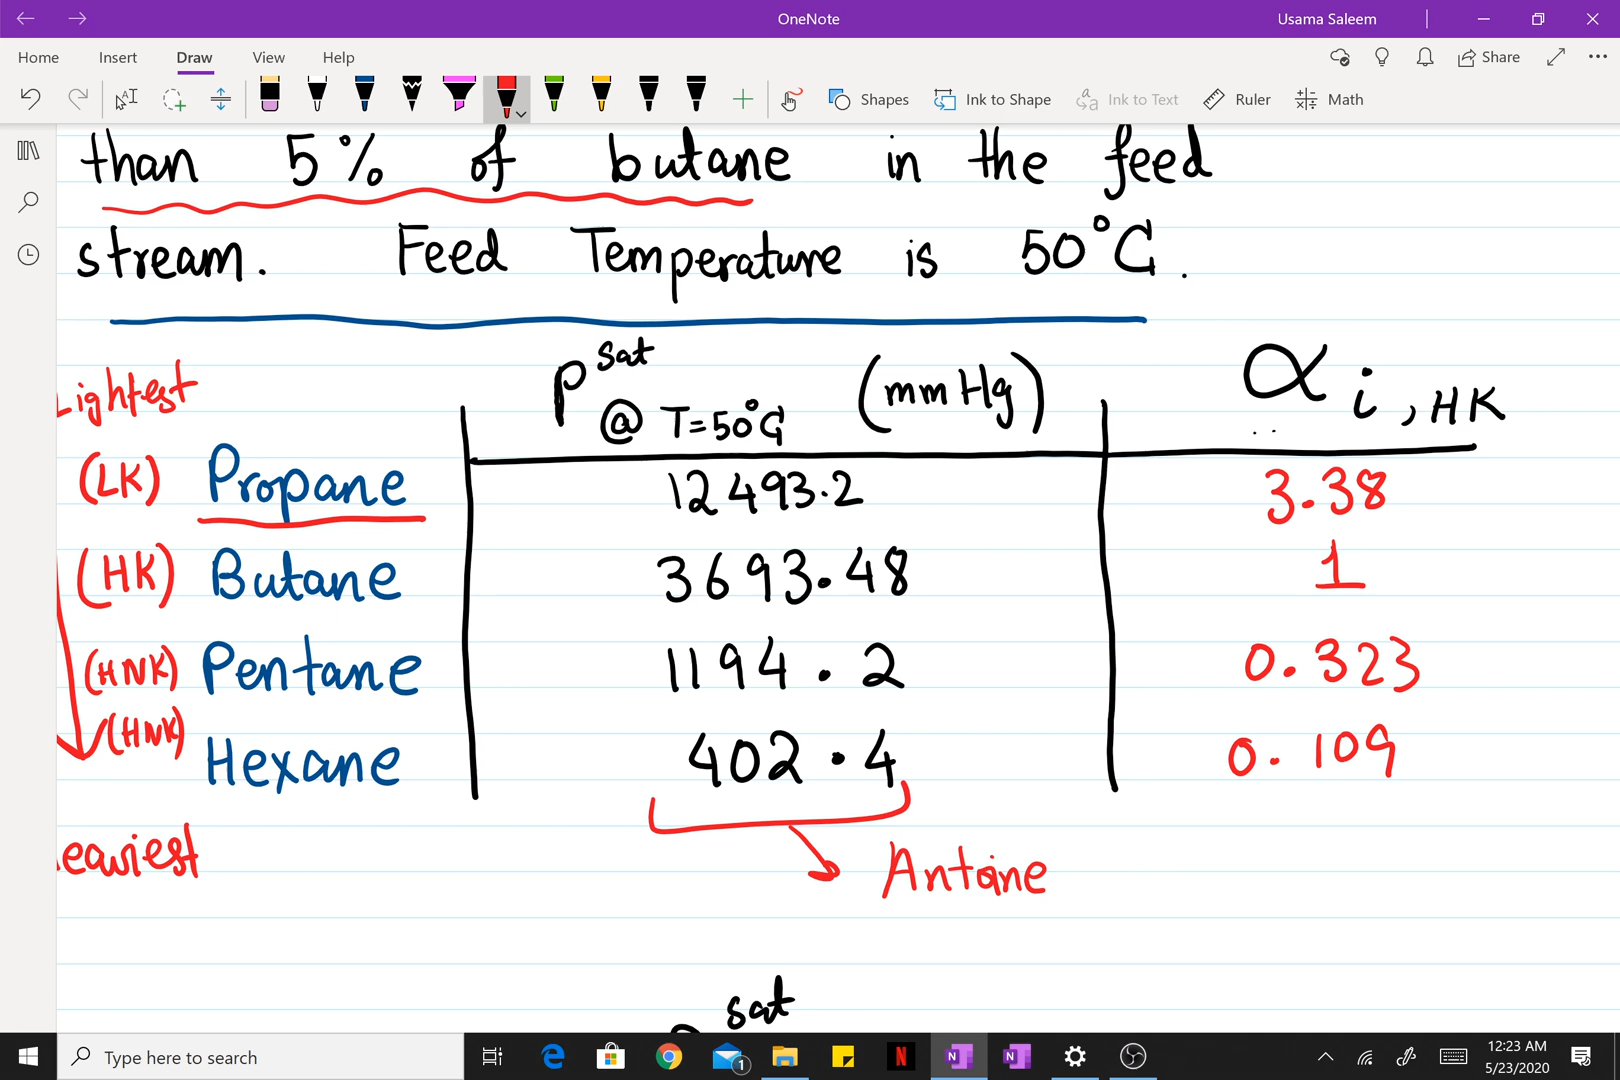 OneNote
Usama Saleem
Home Insert Draw View Help
Share
Shapes Ink to Shape Ink to Text Ruler Math
than 5% of butane in the feed
stream. Feed Temperature is 50°C.
Lightest
P sat @ T=50°C (mmHg)
α i, HK
(LK) Propane 12493.2 3.38
(HK) Butane 3693.48 1
(HNK) Pentane 1194.2 0.323
(HNK) Hexane 402.4 0.109
eaviest
Antoine
sat
Type here to search
1
12:23 AM
5/23/2020